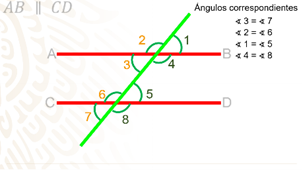 AB ∥ CD
Ángulos correspondientes
∢ 3 = ∢ 7
∢ 2 = ∢ 6
∢ 1 = ∢ 5
∢ 4 = ∢ 8
2 1
A B
3 4
6 5
C D
7 8